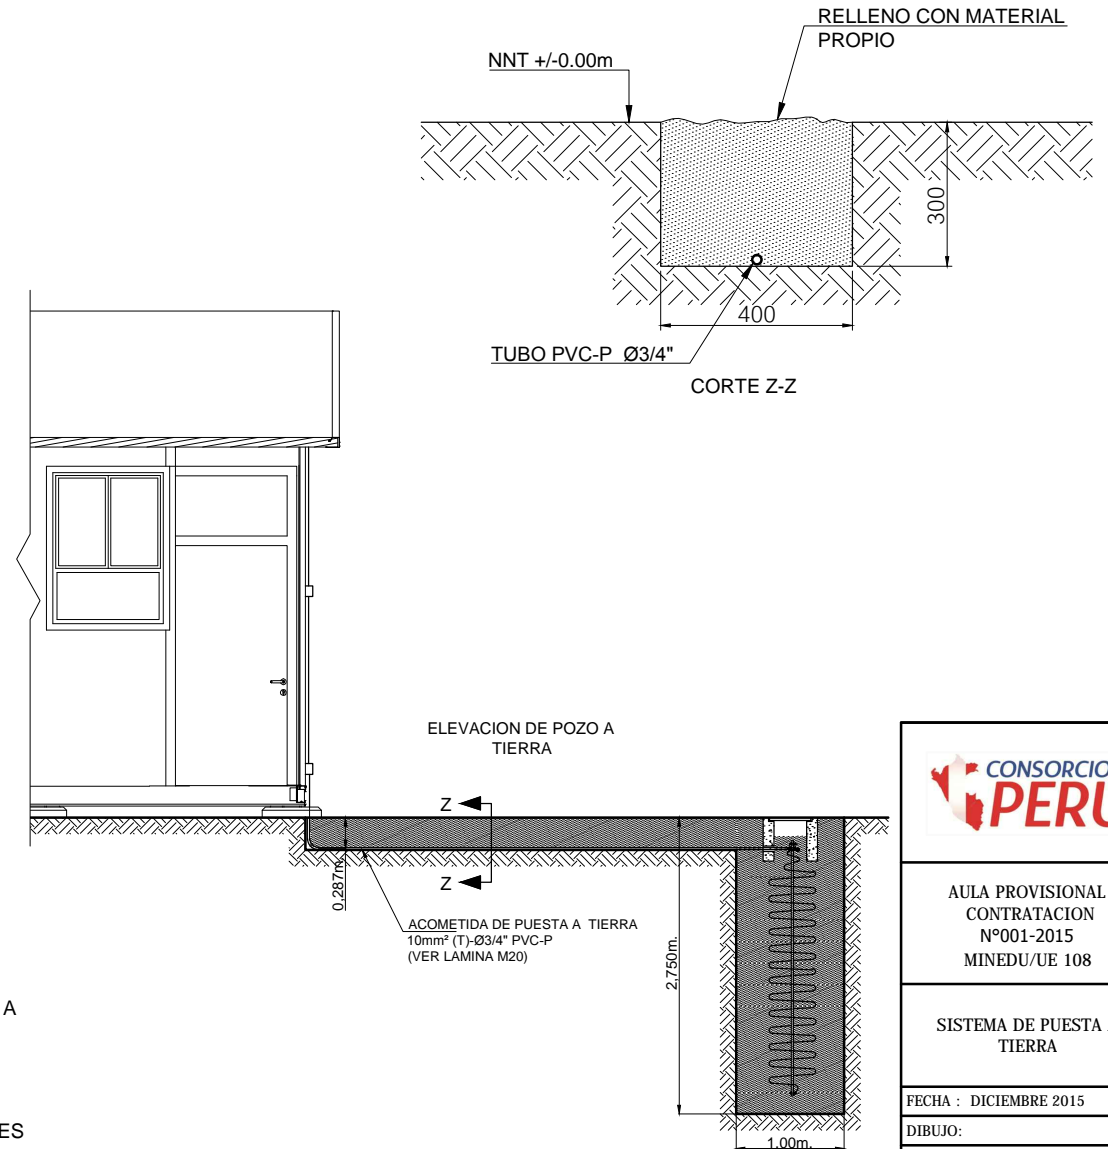 RELLENO CON MATERIAL
PROPIO
NNT +/-0.00m
300
400
TUBO PVC-P Ø3/4"
CORTE Z-Z
ELEVACION DE POZO A
TIERRA
Z
Z
0,287m.
ACOMETIDA DE PUESTA A TIERRA
10mm² (T)-Ø3/4" PVC-P
(VER LAMINA M20)
2,750m.
1.00m.
A
ES
CONSORCIO
PERU
AULA PROVISIONAL
CONTRATACION
N°001-2015
MINEDU/UE 108
SISTEMA DE PUESTA
TIERRA
FECHA : DICIEMBRE 2015
DIBUJO: